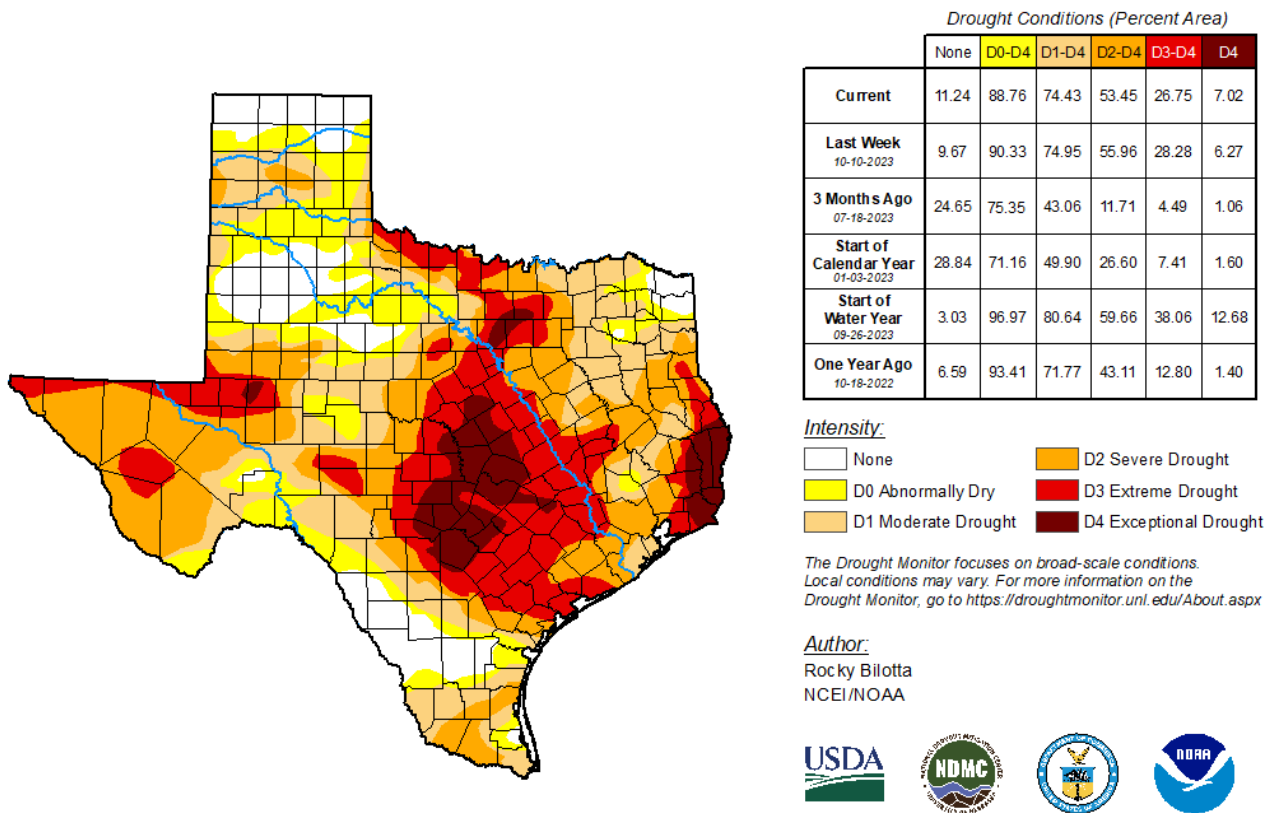 Drought Conditions (Percent Area)
None D0-D4 D1-D4 D2-D4 D3-D4 D4
Current 11.24 88.76 74.43 53.45 26.75 7.02
Last Week
10-10-2023 9.67 90.33 74.95 55.96 28.28 6.27
3 Months Ago
07-18-2023 24.65 75.35 43.06 11.71 4.49 1.06
Start of
Calendar Year
01-03-2023 28.84 71.16 49.90 26.60 7.41 1.60
Start of
Water Year
09-26-2023 3.03 96.97 80.64 59.66 38.06 12.68
One Year Ago
10-18-2022 6.59 93.41 71.77 43.11 12.80 1.40
Intensity:
None
D0 Abnormally Dry
D1 Moderate Drought
D2 Severe Drought
D3 Extreme Drought
D4 Exceptional Drought
The Drought Monitor focuses on broad-scale conditions.
Local conditions may vary. For more information on the
Drought Monitor, go to https://droughtmonitor.unl.edu/About.aspx
Author:
Rocky Bilotta
NCEI/NOAA
USDA
NDMC
NOAA